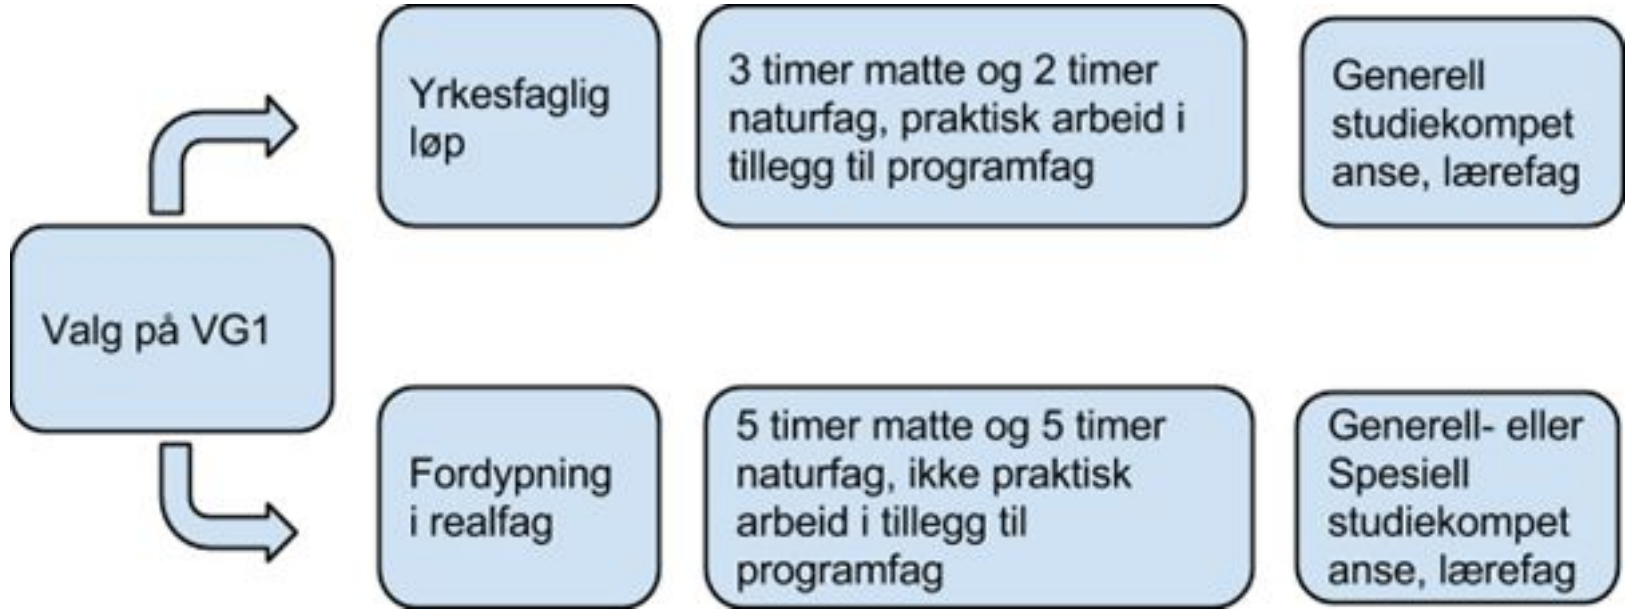 Valg på VG1
Yrkesfaglig
løp
3 timer matte og 2 timer
naturfag, praktisk arbeid i
tillegg til programfag
Generell
studiekompet
anse, lærefag
Fordypning
i realfag
5 timer matte og 5 timer
naturfag, ikke praktisk
arbeid i tillegg til
programfag
Generell- eller
Spesiell
studiekompet
anse, lærefag